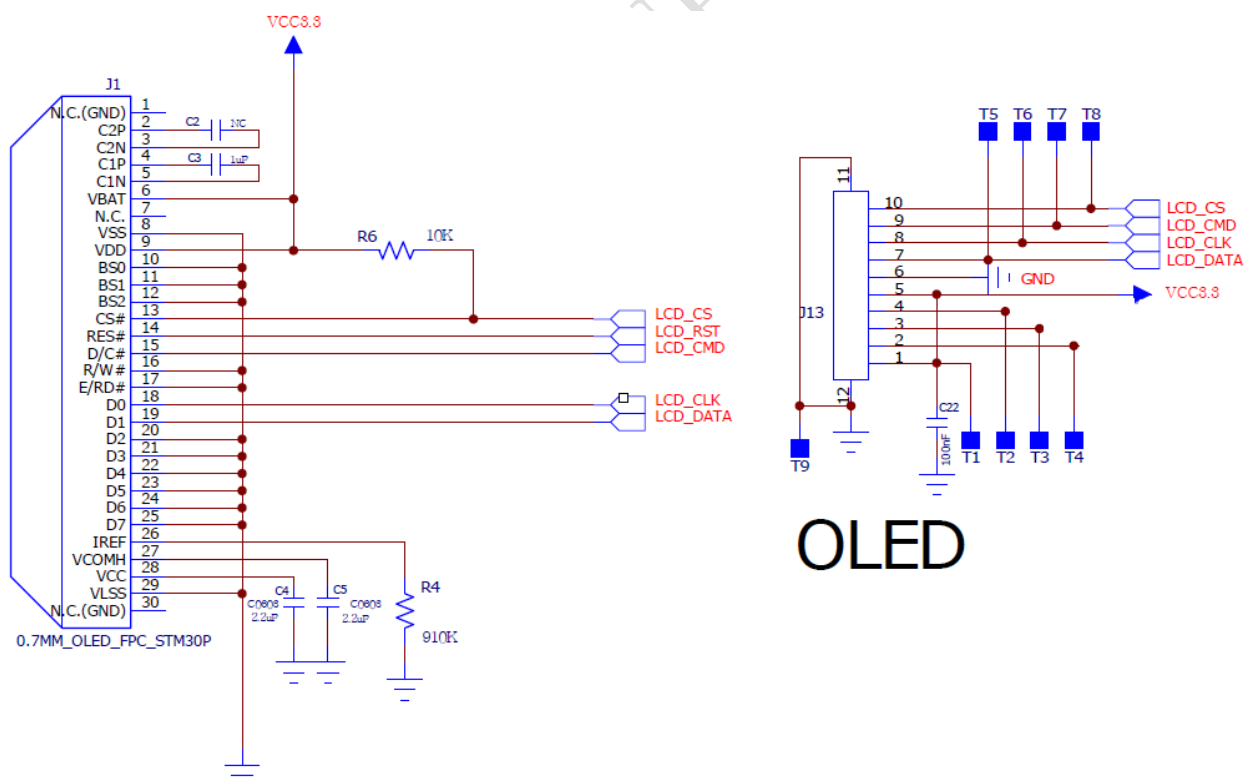 VCC3.3
J1
N.C.(GND) 1
C2P 2
C2N 3
C1P 4
C1N 5
VBAT 6
N.C. 7
VSS 8
VDD 9
BS0 10
BS1 11
BS2 12
CS# 13
RES# 14
D/C# 15
R/W# 16
E/RD# 17
D0 18
D1 19
D2 20
D3 21
D4 22
D5 23
D6 24
D7 25
IREF 26
VCOMH 27
VCC 28
VLSS 29
N.C.(GND) 30
0.7MM_OLED_FPC_STM30P
C2 NC
C3 1uF
R6 10K
LCD_CS
LCD_RST
LCD_CMD
LCD_CLK
LCD_DATA
C4
C0603
2.2uF
C5
C0603
2.2uF
R4
910K
T5 T6 T7 T8
11
10
9
8
7
6
5
4
3
2
1
12
J13
LCD_CS
LCD_CMD
LCD_CLK
LCD_DATA
GND
VCC3.3
C22
100nF
T9
T1 T2 T3 T4
OLED